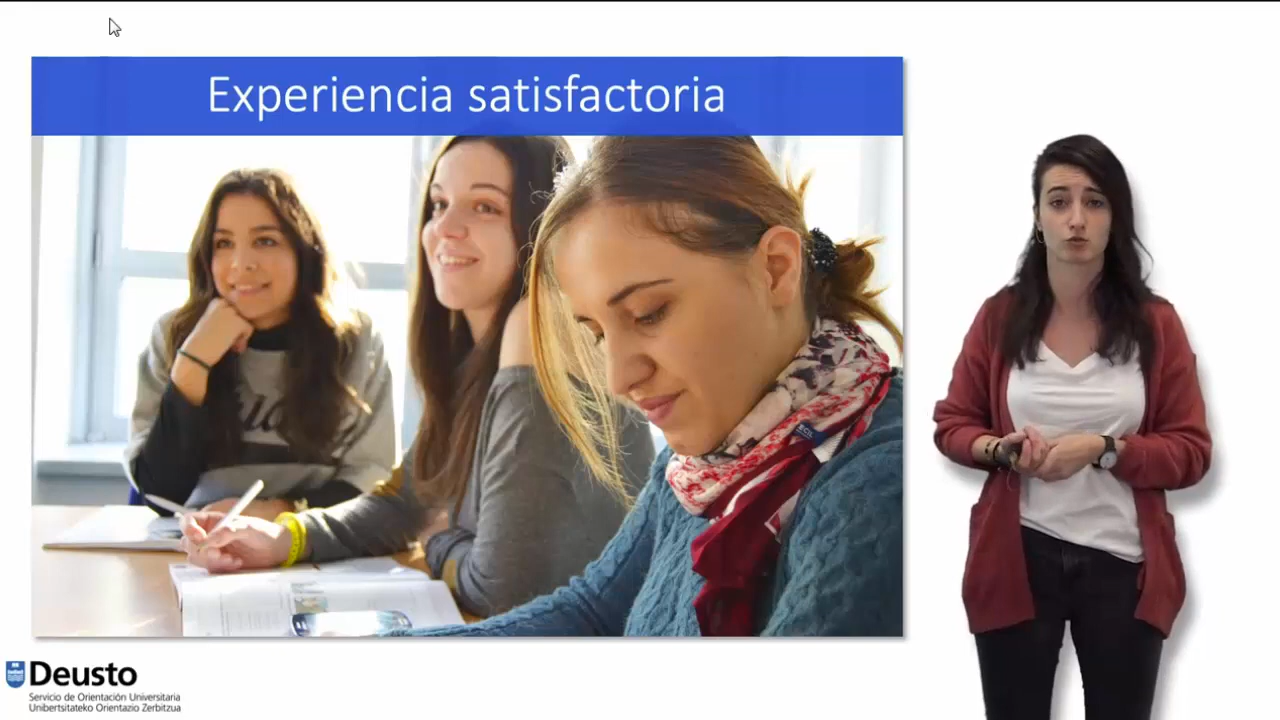 Experiencia satisfactoria
Deusto
Servicio de Orientación Universitaria
Unibertsitateko Orientazio Zerbitzua